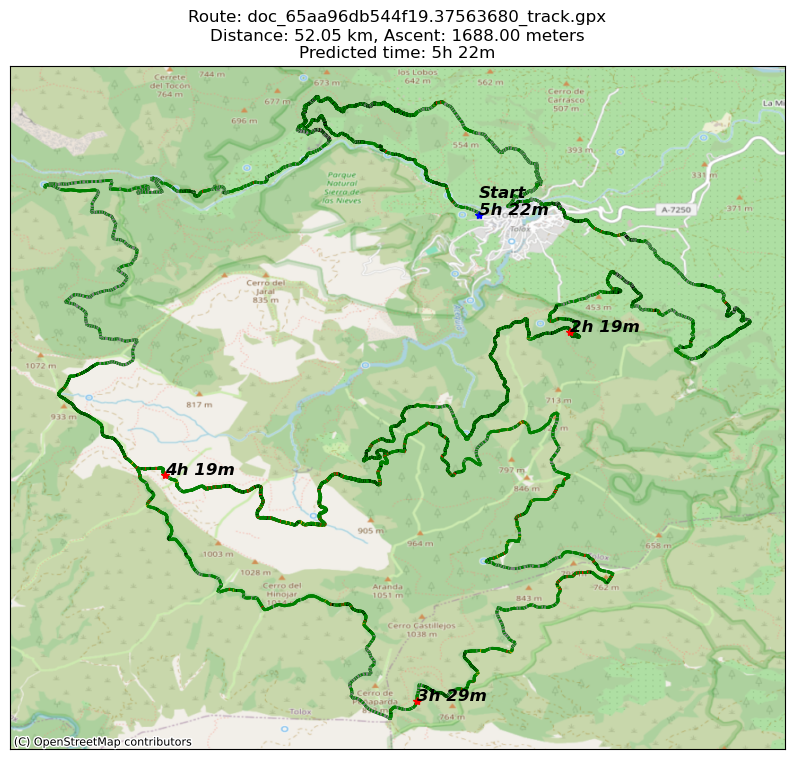 Route: doc_65aa96db544f19.37563680_track.gpx
Distance: 52.05 km, Ascent: 1688.00 meters
Predicted time: 5h 22m
744 m
Cerrete
del Tocón
764 m
673 m
los Lobos
642 m
562 m
Cerro de
Carrasco
507 m
La Mi
677 m
696 m
554 m
393 m
331 m
Parque
Natural
Sierra de
las Nieves
Start
5h 22m
A-7250
371 m
Tolox
Cerro del
Jaral
835 m
453 m
2h 19m
1072 m
933 m
817 m
713 m
4h 19m
797 m
846 m
905 m
964 m
658 m
1003 m
1028 m
Tolox
Cerro del
Hinojar
Aranda
1051 m
843 m
762 m
Cerro Castillejos
1038 m
Cerro de
3h 29m
Tolox
764 m
(C) OpenStreetMap contributors